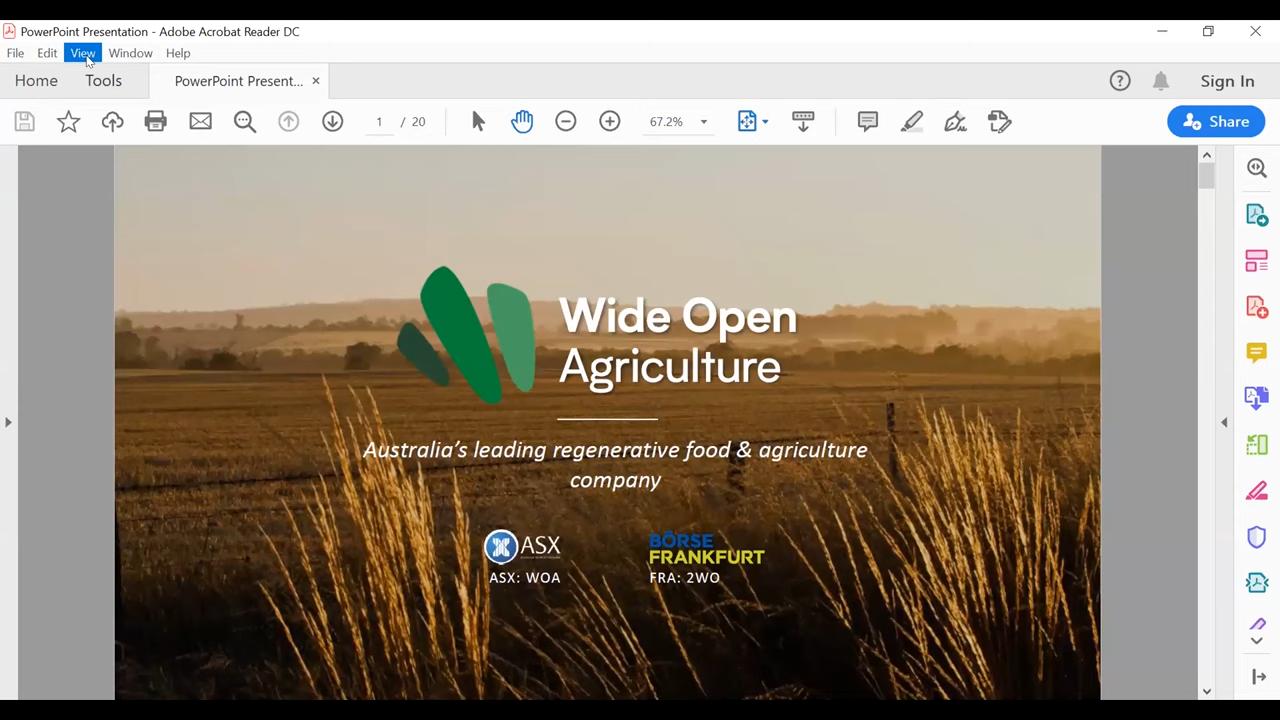 PowerPoint Presentation - Adobe Acrobat Reader DC
File Edit View Window Help
Home Tools PowerPoint Present... Sign In
1 / 20 67.2% Share
Wide Open
Agriculture
Australia's leading regenerative food & agriculture
company
ASX BÖRSE
FRANKFURT
ASX: WOA FRA: 2WO